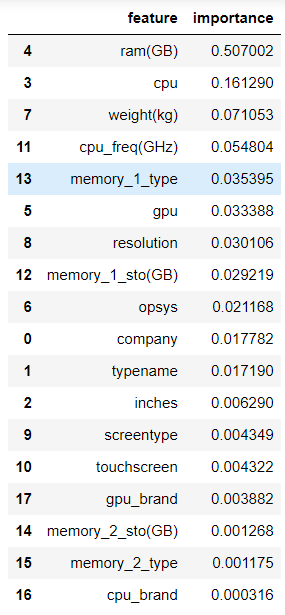 feature importance
4 ram(GB) 0.507002
3 cpu 0.161290
7 weight(kg) 0.071053
11 cpu_freq(GHz) 0.054804
13 memory_1_type 0.035395
5 gpu 0.033388
8 resolution 0.030106
12 memory_1_sto(GB) 0.029219
6 opsys 0.021168
0 company 0.017782
1 typename 0.017190
2 inches 0.006290
9 screentype 0.004349
10 touchscreen 0.004322
17 gpu_brand 0.003882
14 memory_2_sto(GB) 0.001268
15 memory_2_type 0.001175
16 cpu_brand 0.000316